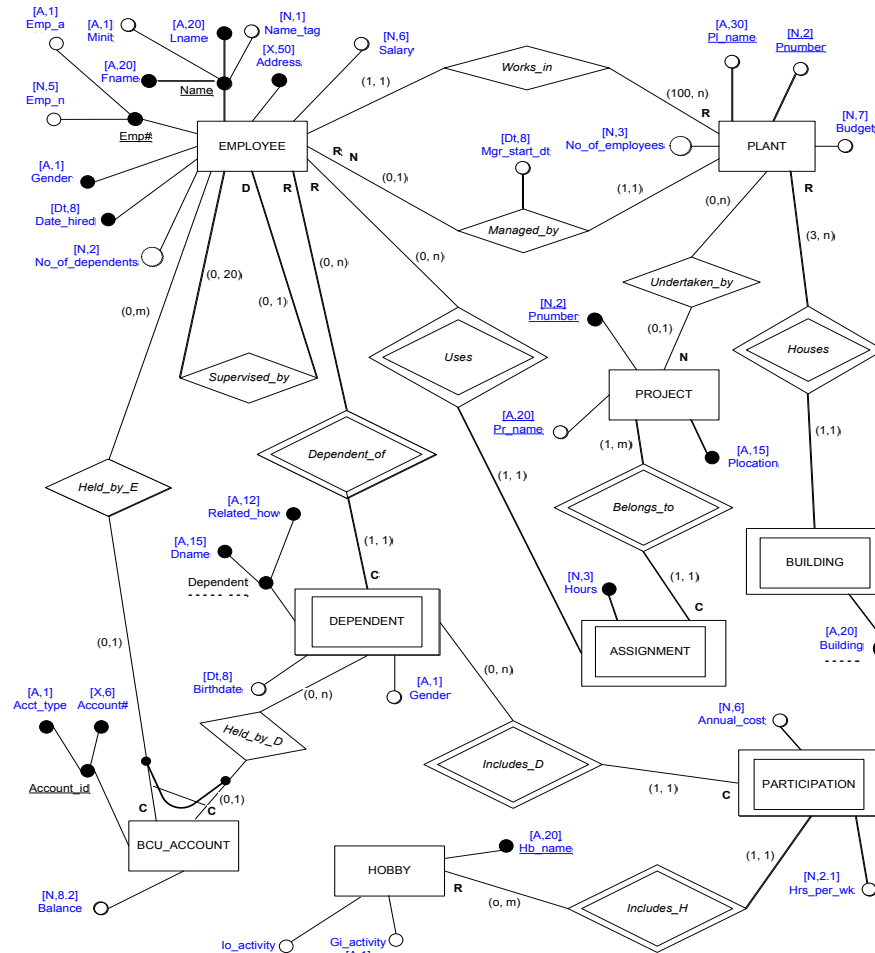 [A,1]
Emp_a
[A,1]
Minit
[A,20]
Lname
[N,1]
Name_tag
[A,20]
Fname
Name
[X,50]
Address
[N,6]
Salary
[N,5]
Emp_n
Emp#
[A,1]
Gender
[Dt,8]
Date_hired
[N,2]
No_of_dependents
EMPLOYEE
D
R
R
R
N
(1, 1)
Works_in
(100, n)
R
[A,30]
Pl_name
[N,2]
Pnumber
[N,7]
Budget
[N,3]
No_of_employees
PLANT
R
[Dt,8]
Mgr_start_dt
(0,1)
Managed_by
(1,1)
(0,n)
Undertaken_by
(0,1)
N
(3, n)
Houses
(1,1)
(0,m)
(0, 20)
(0, 1)
Supervised_by
(0, n)
(0, n)
Uses
(1, 1)
[N,2]
Pnumber
PROJECT
[A,20]
Pr_name
[A,15]
Plocation
(1, m)
Belongs_to
(1, 1)
C
Held_by_E
(0,1)
Dependent_of
(1, 1)
C
[A,12]
Related_how
[A,15]
Dname
Dependent
DEPENDENT
[Dt,8]
Birthdate
[A,1]
Gender
(0, n)
Held_by_D
(0,1)
C
C
[N,3]
Hours
ASSIGNMENT
BUILDING
[A,20]
Building
[A,1]
Acct_type
[X,6]
Account#
Account_id
BCU_ACCOUNT
[N,8.2]
Balance
(0, n)
Includes_D
(1, 1)
C
[N,6]
Annual_cost
PARTICIPATION
[N,2.1]
Hrs_per_wk
(1, 1)
Includes_H
(o, m)
R
HOBBY
[A,20]
Hb_name
Io_activity
Gi_activity